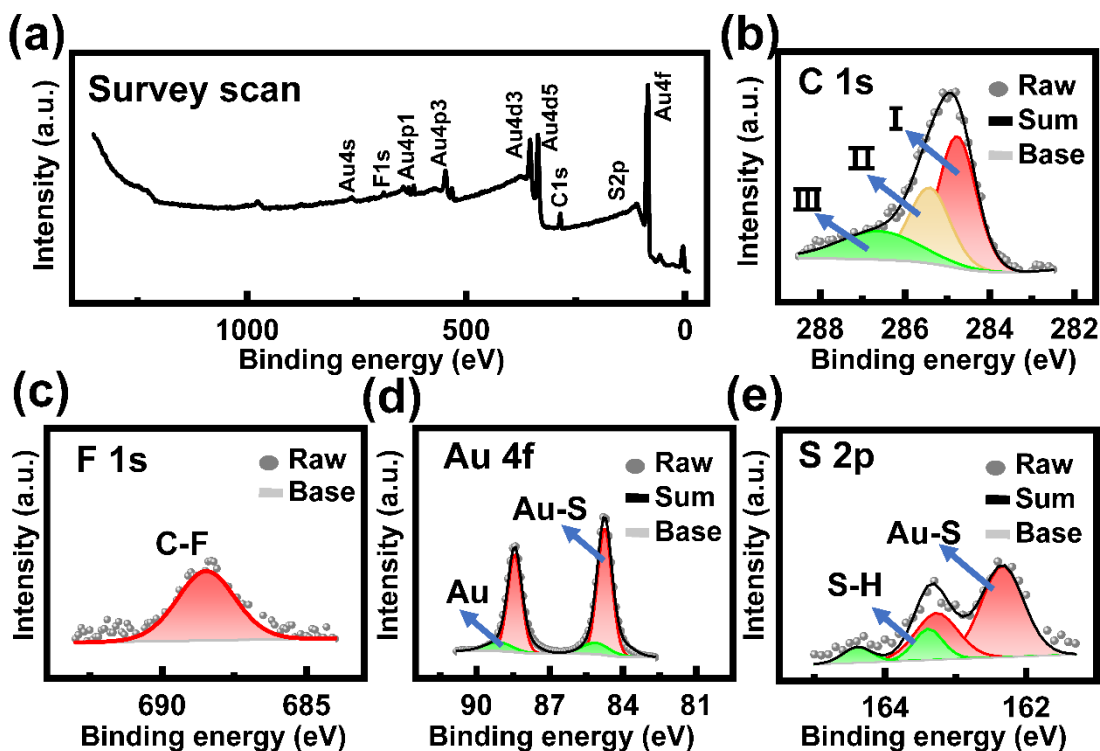 (a)
Survey scan
Au4s
F1s
Au4p1
Au4p3
Au4d3
Au4d5
C1s
S2p
Au4f
Intensity (a.u.)
1000
500
0
Binding energy (eV)
(b)
C 1s
Raw
Sum
Base
I
II
III
Intensity (a.u.)
288
286
284
282
Binding energy (eV)
(c)
F 1s
Raw
Base
C-F
Intensity (a.u.)
690
685
Binding energy (eV)
(d)
Au 4f
Raw
Sum
Base
Au-S
Au
Intensity (a.u.)
90
87
84
81
Binding energy (eV)
(e)
S 2p
Raw
Sum
Base
Au-S
S-H
Intensity (a.u.)
164
162
Binding energy (eV)